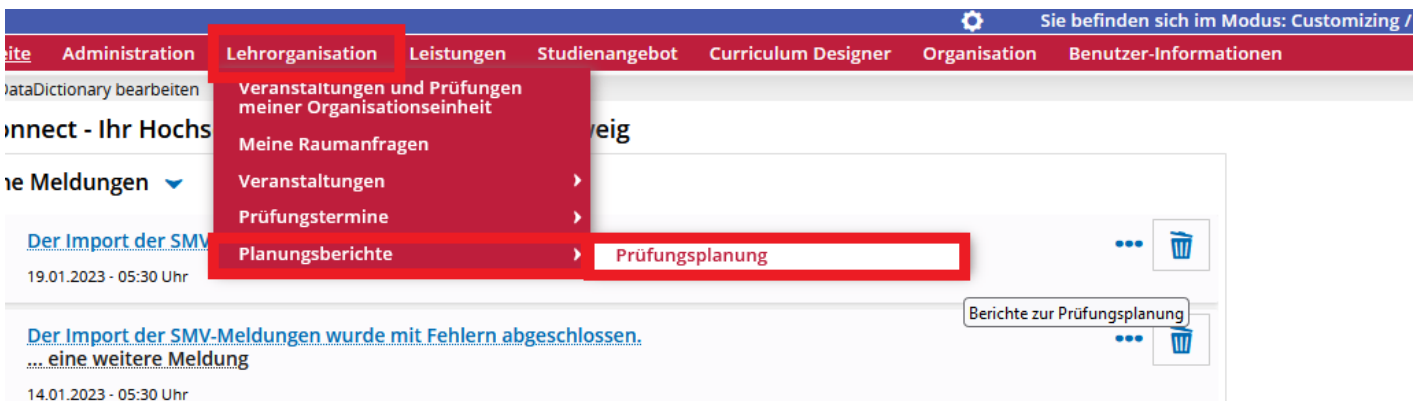 Sie befinden sich im Modus: Customizing /
eite Administration Lehrorganisation Leistungen Studienangebot Curriculum Designer Organisation Benutzer-Informationen
DataDictionary bearbeiten
Veranstaltungen und Prüfungen
meiner Organisationseinheit
onnect - Ihr Hochs
eig
Meine Raumanfragen
ne Meldungen
Veranstaltungen
Prüfungstermine
Der Import der SMV
Planungsberichte
Prüfungsplanung
19.01.2023 - 05:30 Uhr
Berichte zur Prüfungsplanung
Der Import der SMV-Meldungen wurde mit Fehlern abgeschlossen.
... eine weitere Meldung
14.01.2023 - 05:30 Uhr